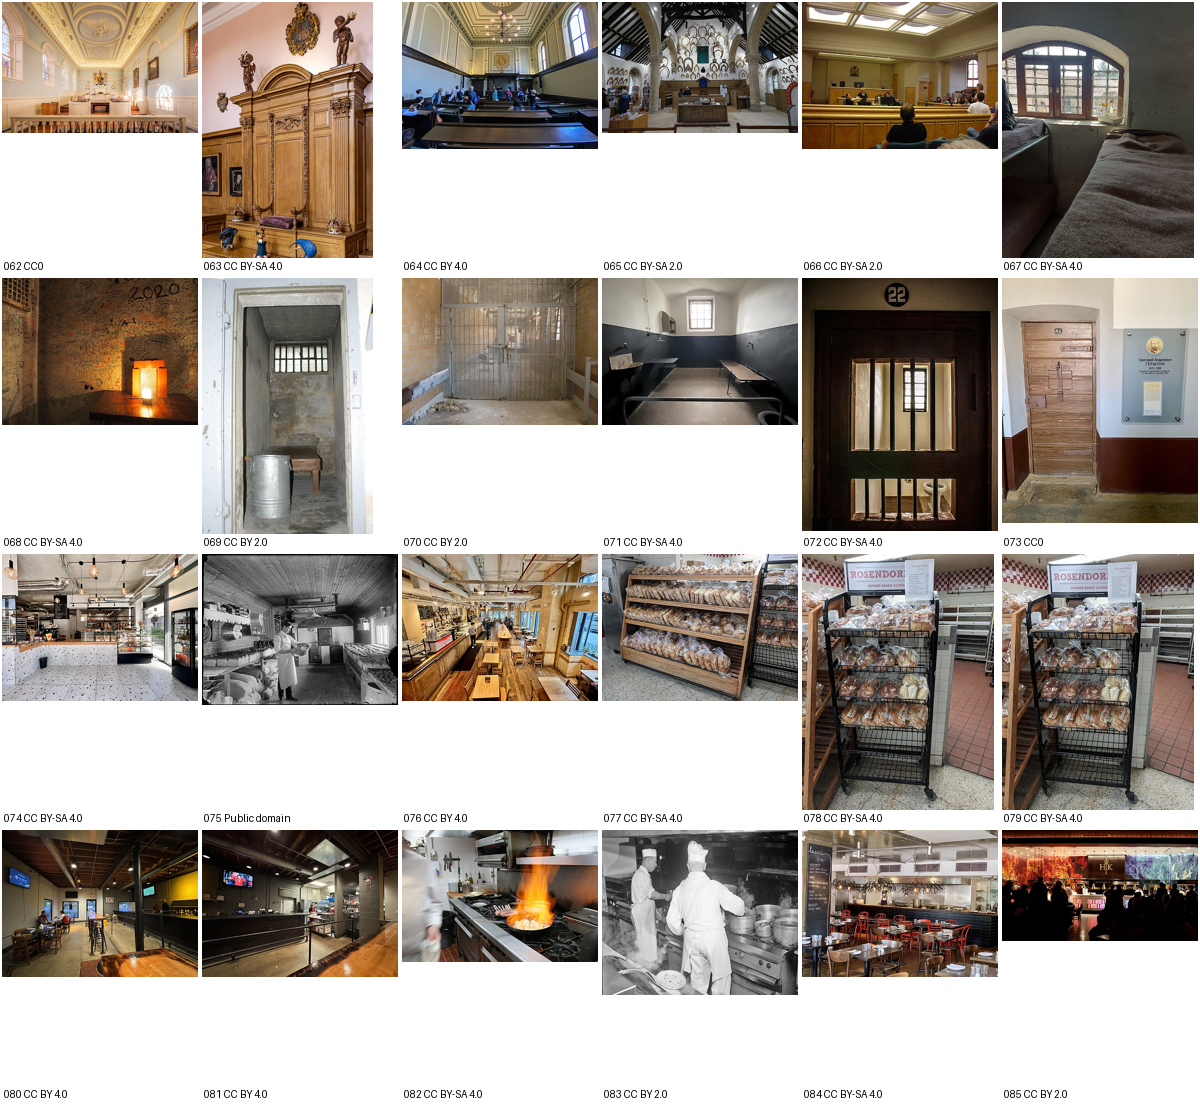 062 CC0
063 CC BY-SA 4.0
064 CC BY 4.0
065 CC BY-SA 2.0
066 CC BY-SA 2.0
067 CC BY-SA 4.0
2020
22
068 CC BY-SA 4.0
069 CC BY 2.0
070 CC BY 2.0
071 CC BY-SA 4.0
072 CC BY-SA 4.0
073 CC0
ROSENDORF
ROSENDORF
074 CC BY-SA 4.0
075 Public domain
076 CC BY 4.0
077 CC BY-SA 4.0
078 CC BY-SA 4.0
079 CC BY-SA 4.0
080 CC BY 4.0
081 CC BY 4.0
082 CC BY-SA 4.0
083 CC BY 2.0
084 CC BY-SA 4.0
085 CC BY 2.0